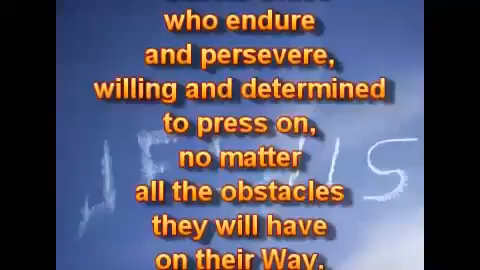 who endure
and persevere,
willing and determined
to press on,
no matter
all the obstacles
they will have
on their Way,
JESUS